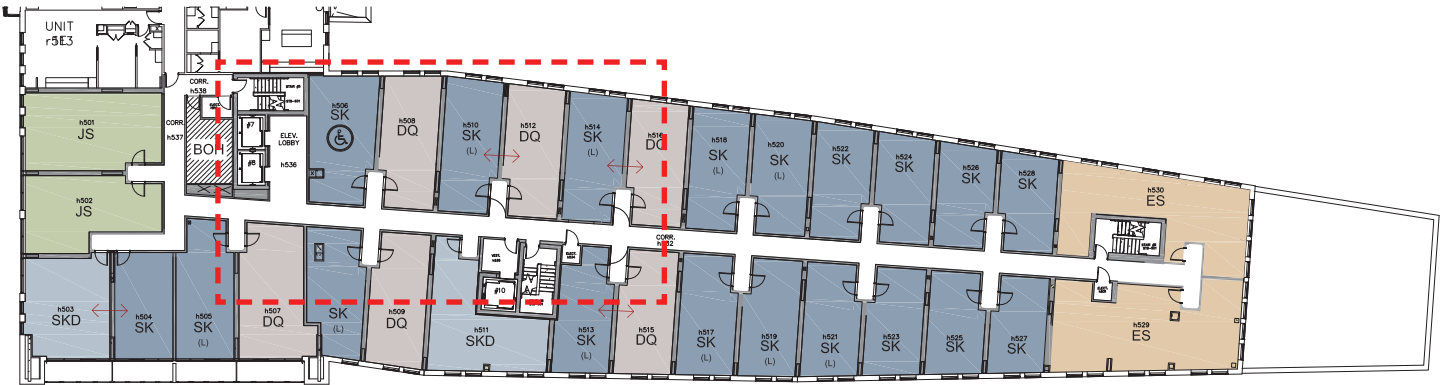 UNIT
CORR.
h538
h501
JS
CORR.
h537
BOH
#7
#8
ELEV.
LOBBY
h536
h506
SK
h508
DQ
h510
SK
(L)
h512
DQ
h514
SK
(L)
h516
DQ
h518
SK
(L)
h520
SK
(L)
h522
SK
h524
SK
h526
SK
h528
SK
h530
ES
h502
JS
h503
SKD
h504
SK
h505
SK
(L)
h507
DQ
SK
(L)
h509
DQ
h511
SKD
#10
h513
SK
(L)
h515
DQ
CORR.
h517
SK
(L)
h519
SK
(L)
h521
SK
(L)
h523
SK
h525
SK
h527
SK
h529
ES